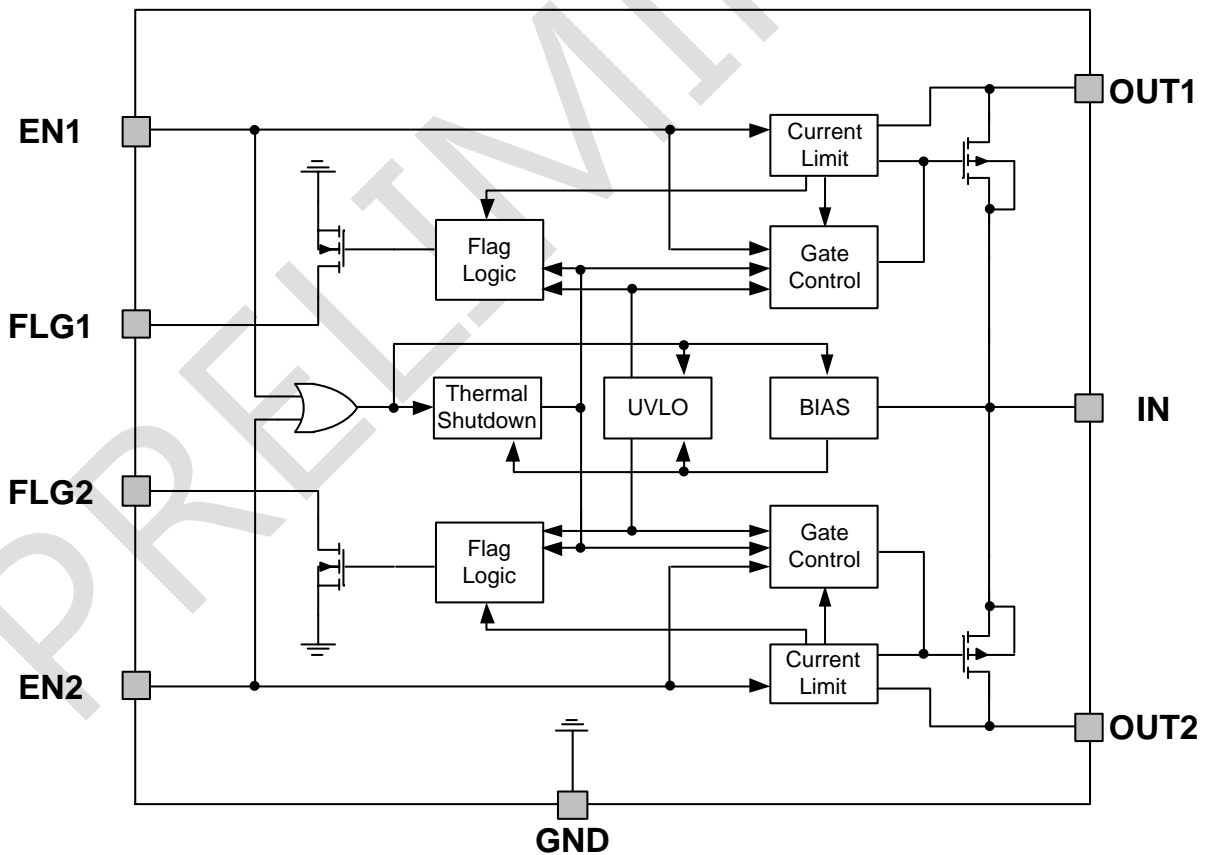 PRELIMI
EN1
FLG1
FLG2
EN2
GND
OUT1
IN
OUT2
Current
Limit
Flag
Logic
Gate
Control
Thermal
Shutdown
UVLO
BIAS
Flag
Logic
Gate
Control
Current
Limit